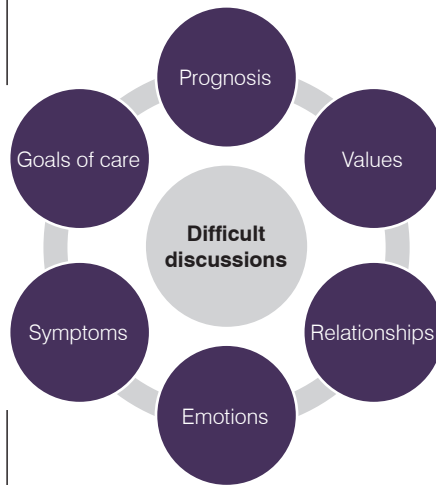 Prognosis
Goals of care
Values
Difficult
discussions
Symptoms
Relationships
Emotions